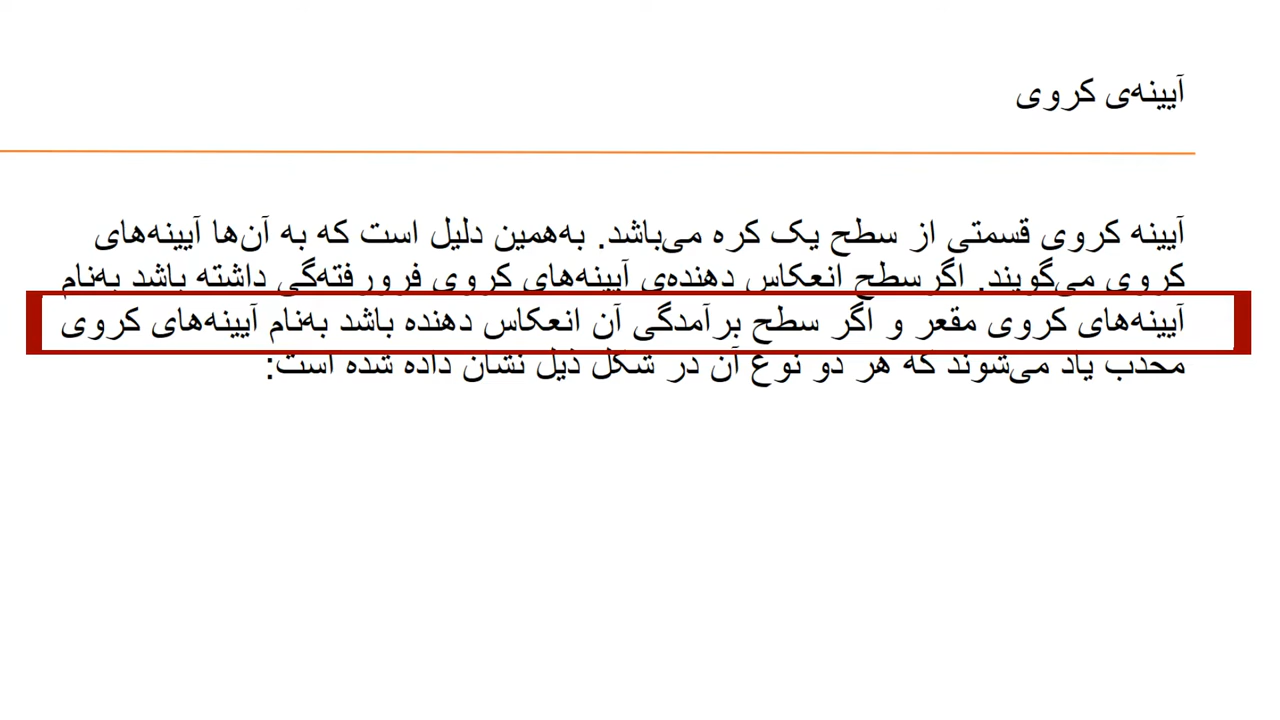 آیینه‌ی کروی
آیینه کروی قسمتی از سطح یک کره می‌باشد. به‌همین دلیل است که به آن‌ها آیینه‌های
کروی می‌گویند. اگرسطح انعکاس دهنده‌ی آیینه‌های کروی فرورفته‌گی داشته باشد به‌نام
آیینه‌های کروی مقعر و اگر سطح برآمدگی آن انعکاس دهنده باشد به‌نام آیینه‌های کروی
محدب یاد می‌شوند که هر دو نوع آن در شکل ذیل نشان داده شده است: